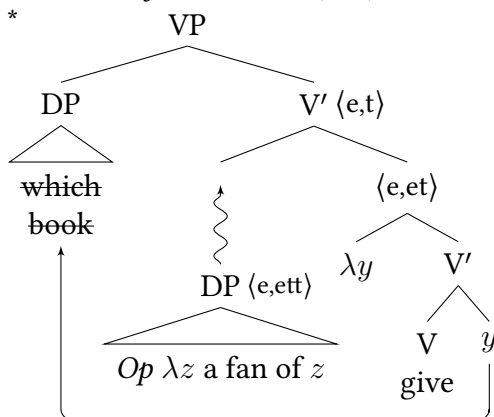 *
VP
DP V′ ⟨e,t⟩
which
book
⟨e,et⟩
DP ⟨e,ett⟩
λy V′
Op λz a fan of z
V y
give